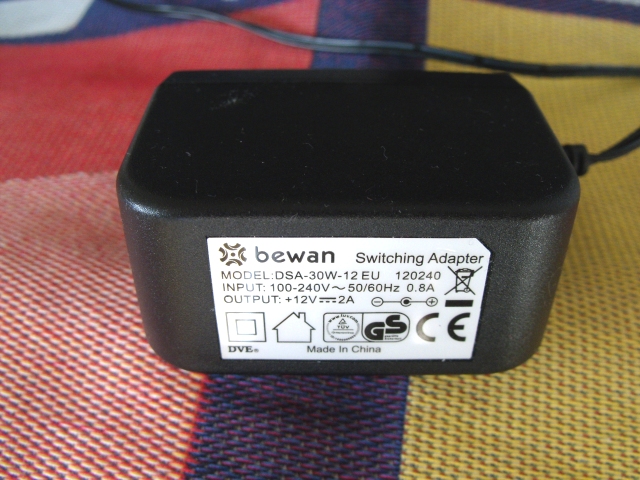 bewan Switching Adapter
MODEL:DSA-30W-12 EU 120240
INPUT: 100-240V~50/60Hz 0.8A
OUTPUT: +12V⎓2A
TÜV GS CE
DVE® Made In China